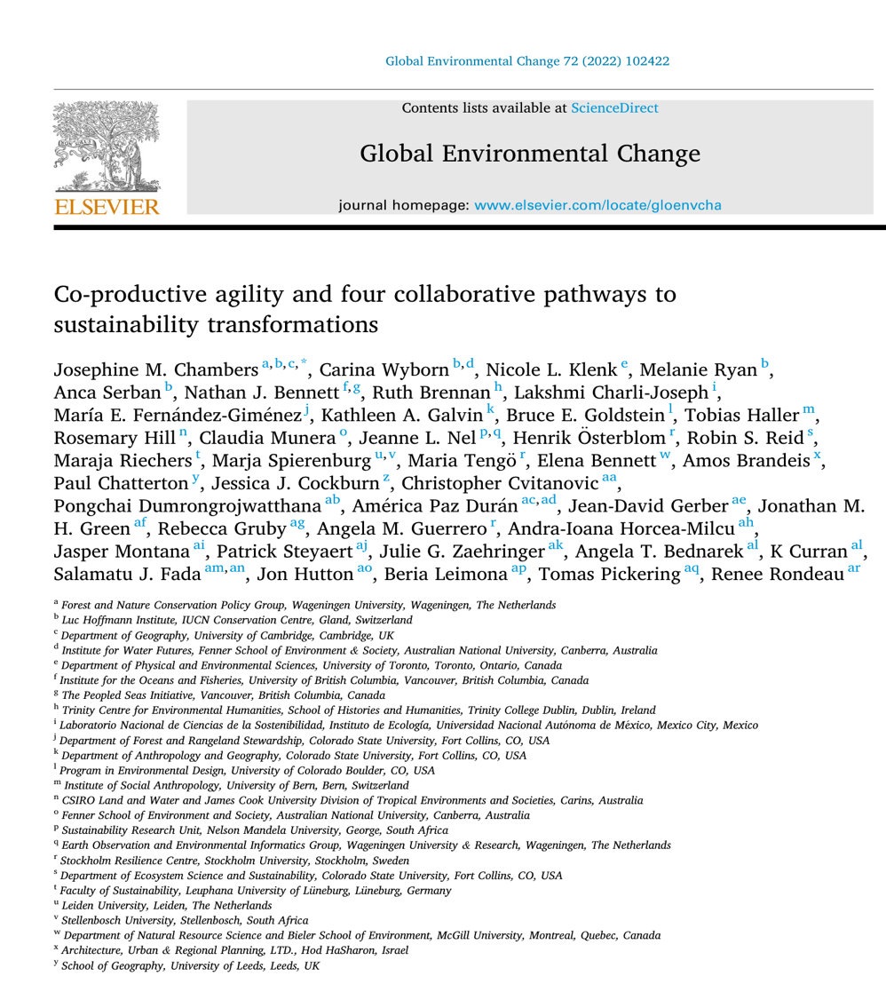 Global Environmental Change 72 (2022) 102422
Contents lists available at ScienceDirect
Global Environmental Change
journal homepage: www.elsevier.com/locate/gloenvcha
ELSEVIER
Co-productive agility and four collaborative pathways to
sustainability transformations
Josephine M. Chambers a,b,c,*, Carina Wyborn b,d, Nicole L. Klenk e, Melanie Ryan b,
Anca Serban b, Nathan J. Bennett f,g, Ruth Brennan h, Lakshmi Charli-Joseph i,
María E. Fernández-Giménez j, Kathleen A. Galvin k, Bruce E. Goldstein l, Tobias Haller m,
Rosemary Hill n, Claudia Munera o, Jeanne L. Nel p,q, Henrik Österblom r, Robin S. Reid s,
Maraja Riechers t, Marja Spierenburg u,v, Maria Tengö r, Elena Bennett w, Amos Brandeis x,
Paul Chatterton y, Jessica J. Cockburn z, Christopher Cvitanovic aa,
Pongchai Dumrongrojwatthana ab, América Paz Durán ac,ad, Jean-David Gerber ae, Jonathan M.
H. Green af, Rebecca Gruby ag, Angela M. Guerrero r, Andra-Ioana Horcea-Milcu ah,
Jasper Montana ai, Patrick Steyaert aj, Julie G. Zaehringer ak, Angela T. Bednarek al, K Curran al,
Salamatu J. Fada am,an, Jon Hutton ao, Beria Leimona ap, Tomas Pickering aq, Renee Rondeau ar
a Forest and Nature Conservation Policy Group, Wageningen University, Wageningen, The Netherlands
b Luc Hoffmann Institute, IUCN Conservation Centre, Gland, Switzerland
c Department of Geography, University of Cambridge, Cambridge, UK
d Institute for Water Futures, Fenner School of Environment & Society, Australian National University, Canberra, Australia
e Department of Physical and Environmental Sciences, University of Toronto, Toronto, Ontario, Canada
f Institute for the Oceans and Fisheries, University of British Columbia, Vancouver, British Columbia, Canada
g The Peopled Seas Initiative, Vancouver, British Columbia, Canada
h Trinity Centre for Environmental Humanities, School of Histories and Humanities, Trinity College Dublin, Dublin, Ireland
i Laboratorio Nacional de Ciencias de la Sostenibilidad, Instituto de Ecología, Universidad Nacional Autónoma de México, Mexico City, Mexico
j Department of Forest and Rangeland Stewardship, Colorado State University, Fort Collins, CO, USA
k Department of Anthropology and Geography, Colorado State University, Fort Collins, CO, USA
l Program in Environmental Design, University of Colorado Boulder, CO, USA
m Institute of Social Anthropology, University of Bern, Bern, Switzerland
n CSIRO Land and Water and James Cook University Division of Tropical Environments and Societies, Carins, Australia
o Fenner School of Environment and Society, Australian National University, Canberra, Australia
p Sustainability Research Unit, Nelson Mandela University, George, South Africa
q Earth Observation and Environmental Informatics Group, Wageningen University & Research, Wageningen, The Netherlands
r Stockholm Resilience Centre, Stockholm University, Stockholm, Sweden
s Department of Ecosystem Science and Sustainability, Colorado State University, Fort Collins, CO, USA
t Faculty of Sustainability, Leuphana University of Lüneburg, Lüneburg, Germany
u Leiden University, Leiden, The Netherlands
v Stellenbosch University, Stellenbosch, South Africa
w Department of Natural Resource Science and Bieler School of Environment, McGill University, Montreal, Quebec, Canada
x Architecture, Urban & Regional Planning, LTD., Hod HaSharon, Israel
y School of Geography, University of Leeds, Leeds, UK